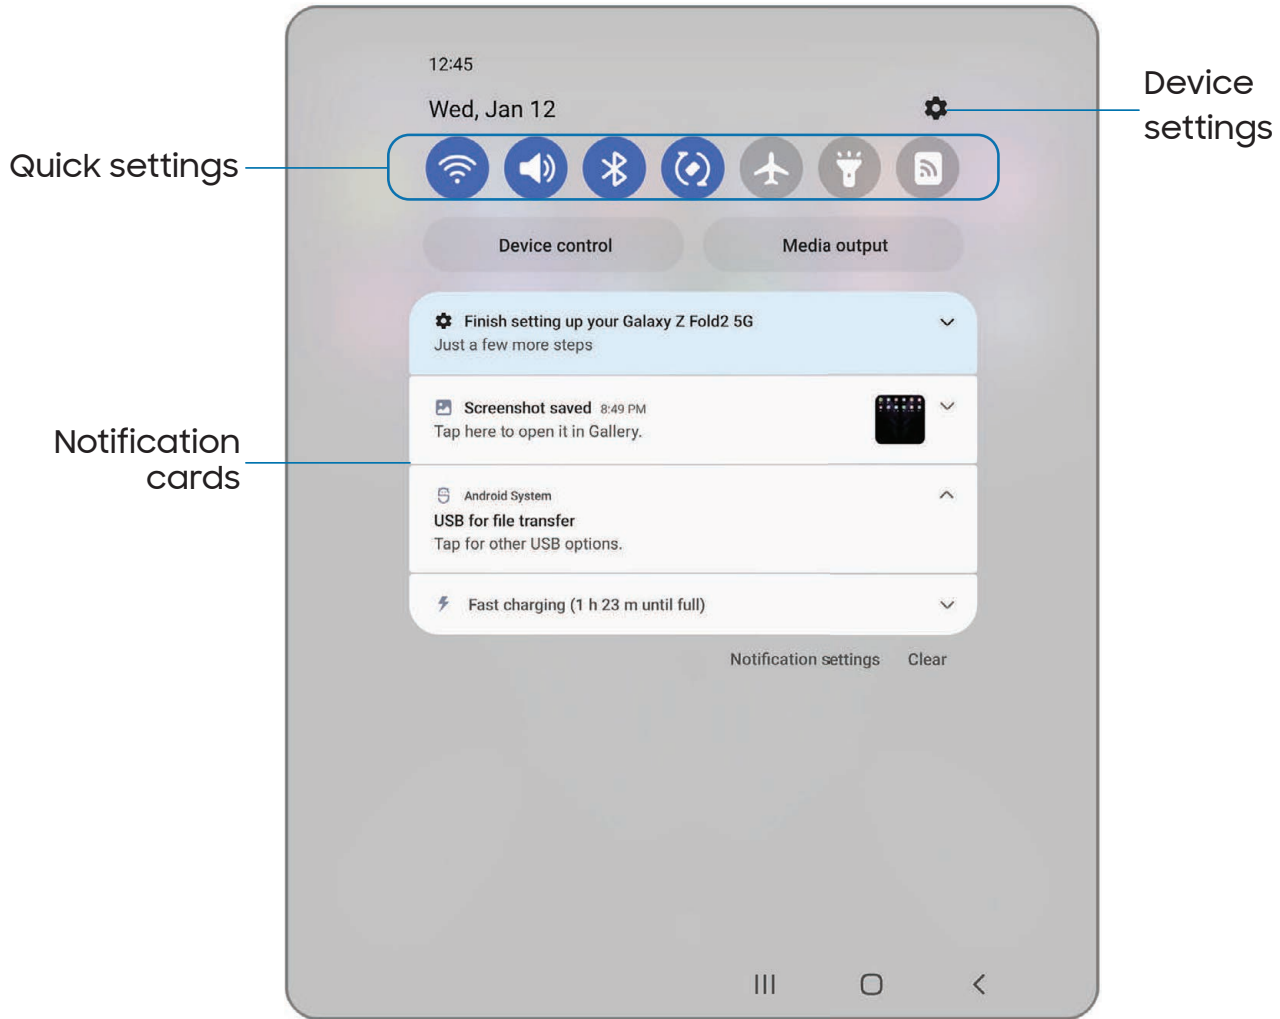 12:45
Wed, Jan 12
Device
settings
Quick settings
Device control
Media output
Finish setting up your Galaxy Z Fold2 5G
Just a few more steps
Screenshot saved 8:49 PM
Tap here to open it in Gallery.
Notification
cards
Android System
USB for file transfer
Tap for other USB options.
Fast charging (1 h 23 m until full)
Notification settings Clear